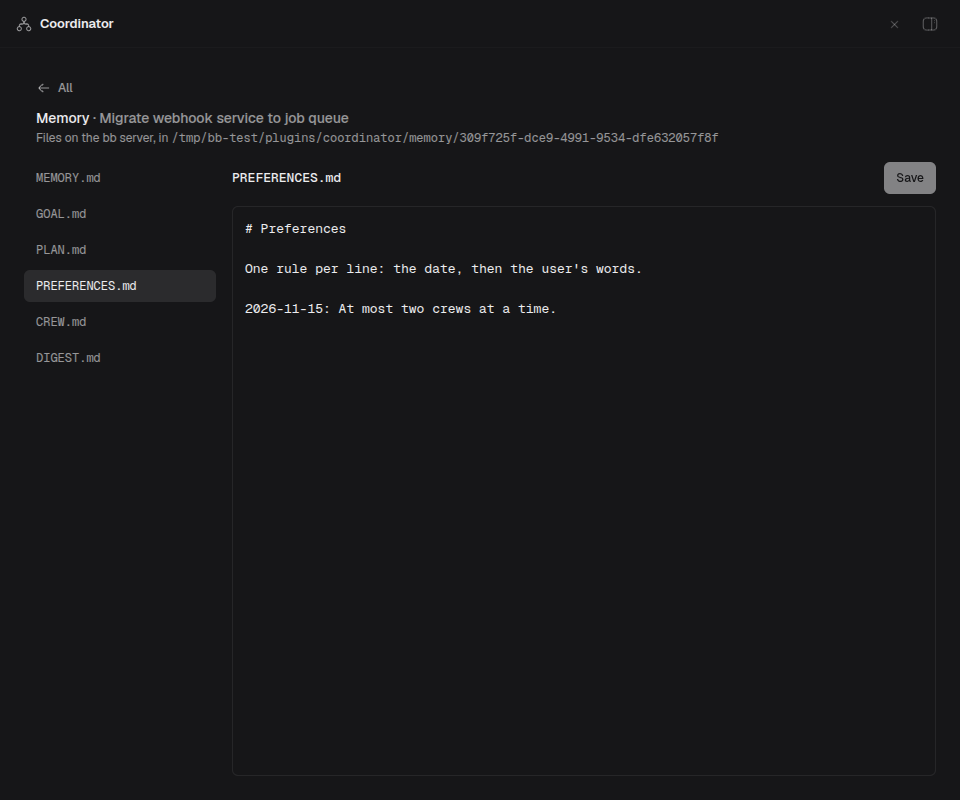 Coordinator
All
Memory · Migrate webhook service to job queue
Files on the bb server, in /tmp/bb-test/plugins/coordinator/memory/309f725f-dce9-4991-9534-dfe632057f8f
MEMORY.md
GOAL.md
PLAN.md
PREFERENCES.md
CREW.md
DIGEST.md
PREFERENCES.md
Save
# Preferences
One rule per line: the date, then the user's words.
2026-11-15: At most two crews at a time.